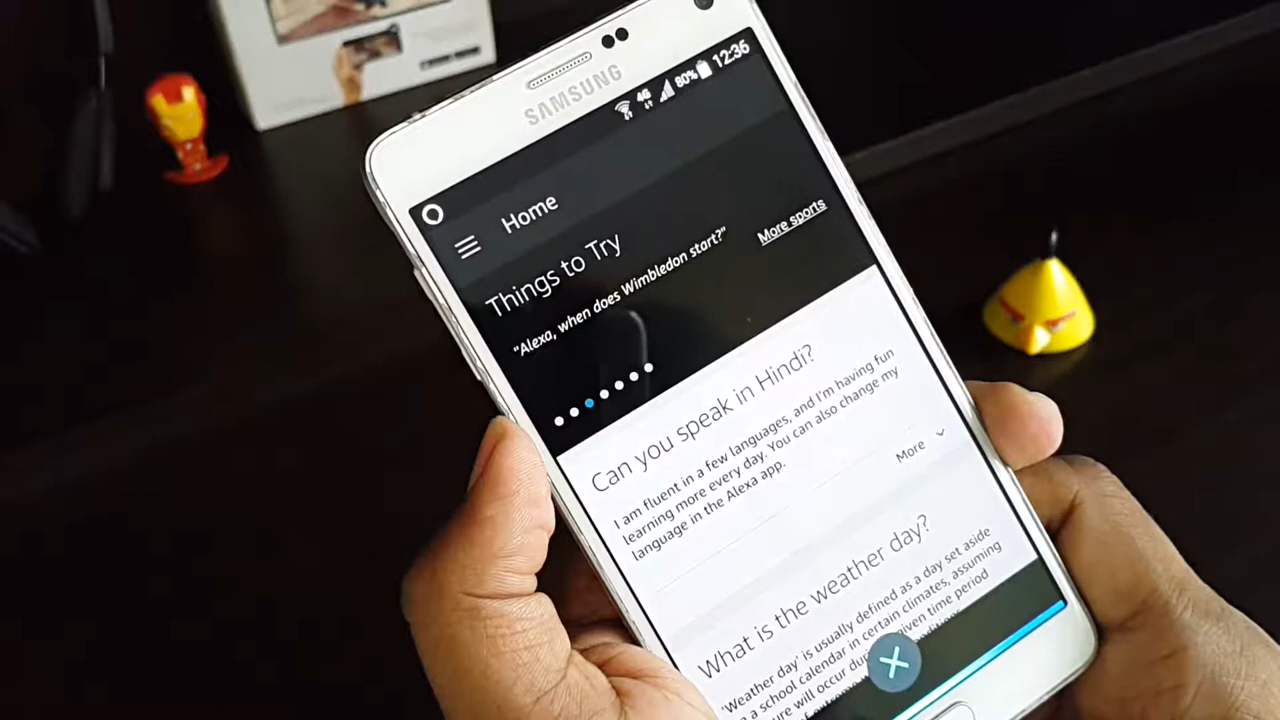 SAMSUNG
4G 80% 12:36
Home
Things to Try
"Alexa, when does Wimbledon start?"
More sports
Can you speak in Hindi?
I am fluent in a few languages, and I'm having fun
learning more every day. You can also change my
language in the Alexa app.
More
What is the weather day?
'Weather day' is usually defined as a day set aside
in a school calendar in certain climates, assuming
ure will occur given time period